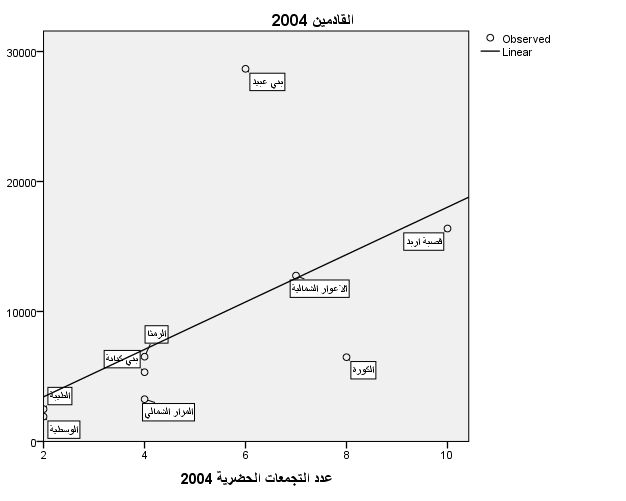 القادمين 2004
Observed
Linear
30000
بني عبيد
20000
قصبة اربد
الاغوار الشمالية
10000
الرمثا
بني كنانة
الكورة
الطيبة
المزار الشمالي
الوسطية
0
2 4 6 8 10
عدد التجمعات الحضرية 2004